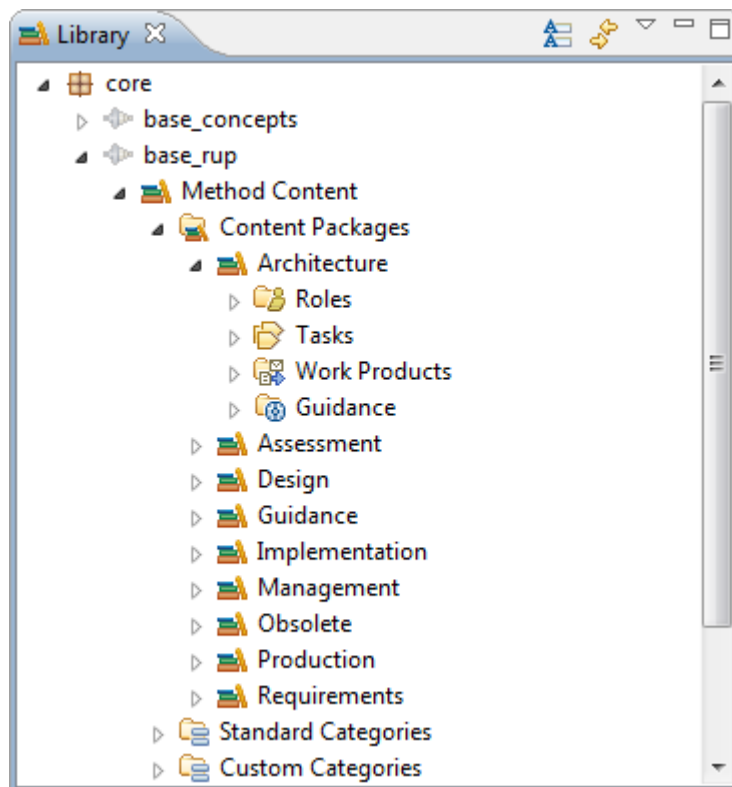 Library
core
base_concepts
base_rup
Method Content
Content Packages
Architecture
Roles
Tasks
Work Products
Guidance
Assessment
Design
Guidance
Implementation
Management
Obsolete
Production
Requirements
Standard Categories
Custom Categories